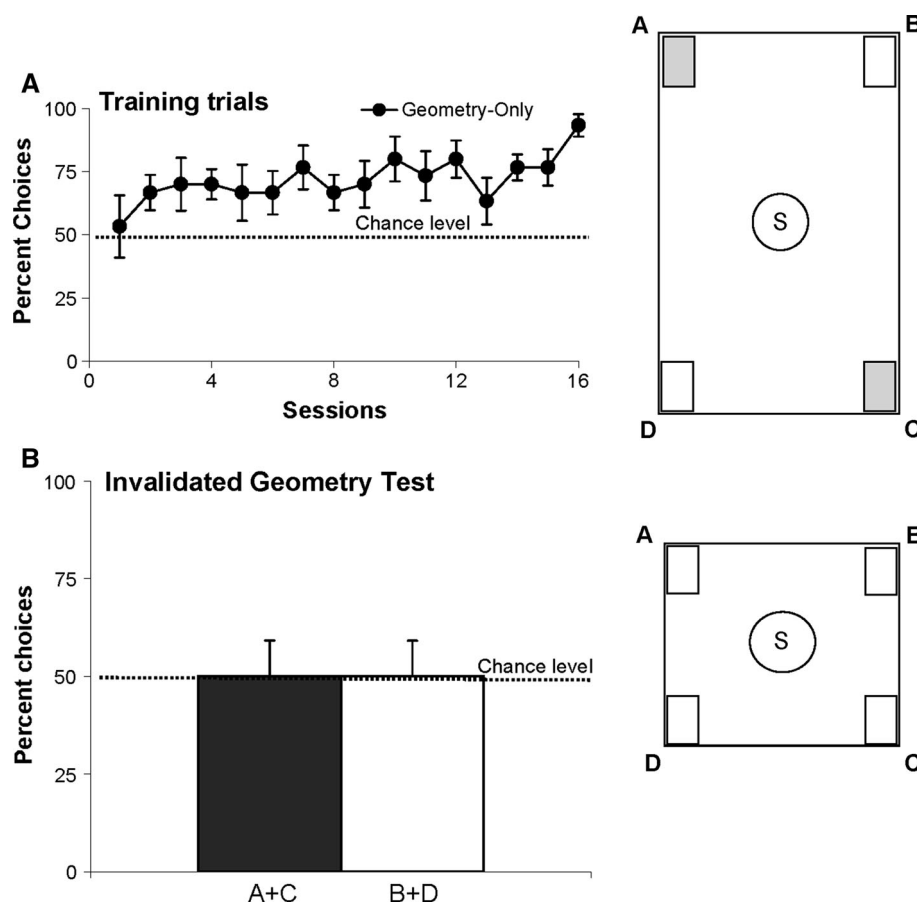 A
Training trials
100
75
50
25
0
Percent Choices
Geometry-Only
Chance level
0 4 8 12 16
Sessions
A B
S
D C
B
Invalidated Geometry Test
100
75
50
25
0
Percent choices
Chance level
A+C B+D
A B
S
D C